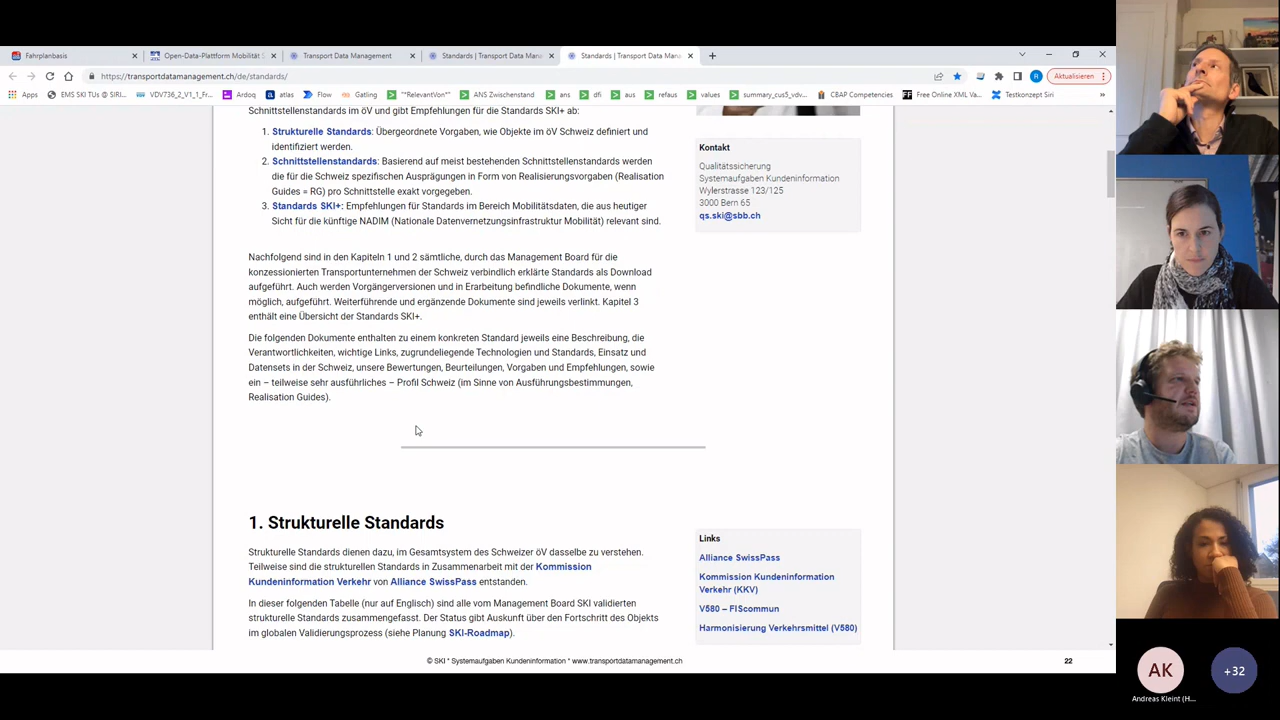 Fahrplanbasis
Open-Data-Plattform Mobilität S
Transport Data Management
Standards | Transport Data Mana
Standards | Transport Data Mana
https://transportdatamanagement.ch/de/standards/
R
Aktualisieren
Apps
EMS SKI TUs @ SIRI...
VDV736_2_V1_1_Fr...
Ardoq
atlas
Flow
Gatling
**RelevantVon**
ANS Zwischenstand
ans
dfi
aus
refaus
values
summary_cus5_vdv...
CBAP Competencies
Free Online XML Va...
Testkonzept Siri
»
Schnittstellenstandards im öV und gibt Empfehlungen für die Standards SKI+ ab:
1. Strukturelle Standards: Übergeordnete Vorgaben, wie Objekte im öV Schweiz definiert und
identifiziert werden.
2. Schnittstellenstandards: Basierend auf meist bestehenden Schnittstellenstandards werden
die für die Schweiz spezifischen Ausprägungen in Form von Realisierungsvorgaben (Realisation
Guides = RG) pro Schnittstelle exakt vorgegeben.
3. Standards SKI+: Empfehlungen für Standards im Bereich Mobilitätsdaten, die aus heutiger
Sicht für die künftige NADIM (Nationale Datenvernetzungsinfrastruktur Mobilität) relevant sind.
Kontakt
Qualitätssicherung
Systemaufgaben Kundeninformation
Wylerstrasse 123/125
3000 Bern 65
qs.ski@sbb.ch
Nachfolgend sind in den Kapiteln 1 und 2 sämtliche, durch das Management Board für die
konzessionierten Transportunternehmen der Schweiz verbindlich erklärte Standards als Download
aufgeführt. Auch werden Vorgängerversionen und in Erarbeitung befindliche Dokumente, wenn
möglich, aufgeführt. Weiterführende und ergänzende Dokumente sind jeweils verlinkt. Kapitel 3
enthält eine Übersicht der Standards SKI+.
Die folgenden Dokumente enthalten zu einem konkreten Standard jeweils eine Beschreibung, die
Verantwortlichkeiten, wichtige Links, zugrundeliegende Technologien und Standards, Einsatz und
Datensets in der Schweiz, unsere Bewertungen, Beurteilungen, Vorgaben und Empfehlungen, sowie
ein – teilweise sehr ausführliches – Profil Schweiz (im Sinne von Ausführungsbestimmungen,
Realisation Guides).
1. Strukturelle Standards
Strukturelle Standards dienen dazu, im Gesamtsystem des Schweizer öV dasselbe zu verstehen.
Teilweise sind die strukturellen Standards in Zusammenarbeit mit der Kommission
Kundeninformation Verkehr von Alliance SwissPass entstanden.
In dieser folgenden Tabelle (nur auf Englisch) sind alle vom Management Board SKI validierten
strukturelle Standards zusammengefasst. Der Status gibt Auskunft über den Fortschritt des Objekts
im globalen Validierungsprozess (siehe Planung SKI-Roadmap).
Links
Alliance SwissPass
Kommission Kundeninformation
Verkehr (KKV)
V580 – FIScommun
Harmonisierung Verkehrsmittel (V580)
© SKI * Systemaufgaben Kundeninformation * www.transportdatamanagement.ch
22
AK
+32
Andreas Kleint (H...